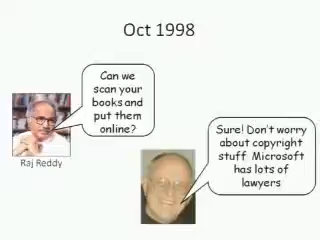 Oct 1998
Can we
scan your
books and
put them
online?
Raj Reddy
Sure! Don't worry
about copyright
stuff Microsoft
has lots of
lawyers